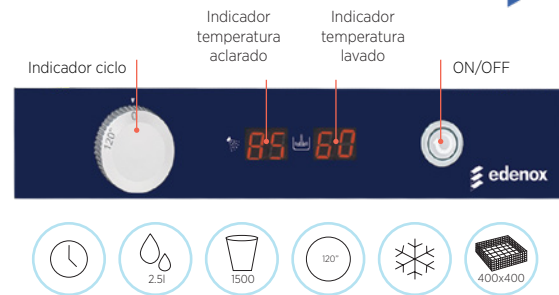 Indicador
temperatura
aclarado
Indicador
temperatura
lavado
Indicador ciclo
ON/OFF
0
120"
85
60
edenox
2.5l
1500
120"
400x400